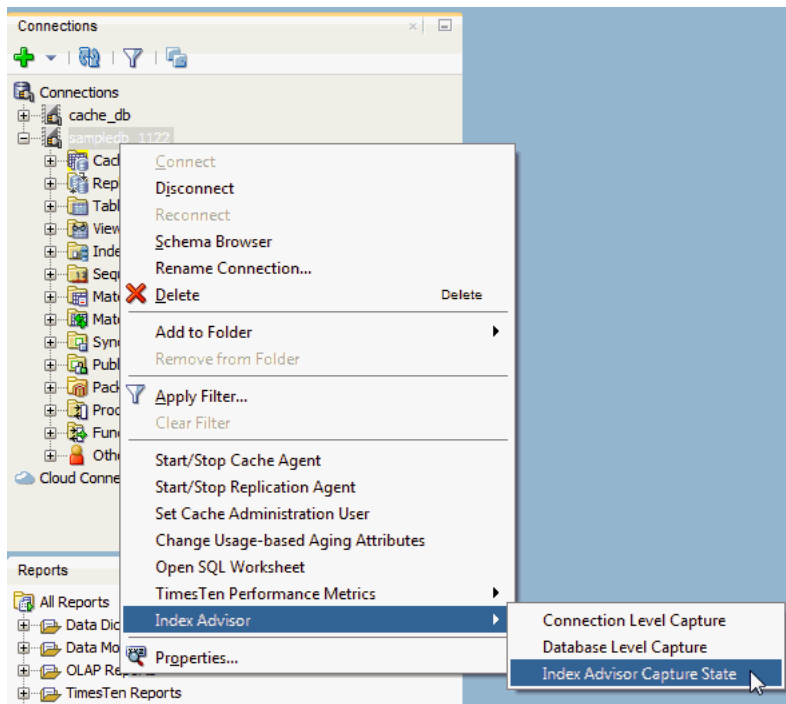 Connections
Connections
cache_db
sampledb_1122
Cac
Rep
Tabl
View
Inde
Sequ
Mate
Mate
Syno
Publ
Pack
Proc
Func
Othe
Cloud Conne
Connect
Disconnect
Reconnect
Schema Browser
Rename Connection...
Delete Delete
Add to Folder
Remove from Folder
Apply Filter...
Clear Filter
Start/Stop Cache Agent
Start/Stop Replication Agent
Set Cache Administration User
Change Usage-based Aging Attributes
Open SQL Worksheet
TimesTen Performance Metrics
Index Advisor
Properties...
Connection Level Capture
Database Level Capture
Index Advisor Capture State
Reports
All Reports
Data Dic
Data Mo
OLAP Re
TimesTen Reports